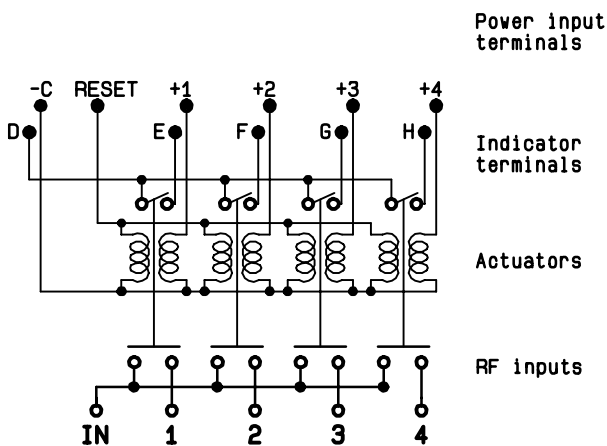 Power input
terminals
-C RESET +1 +2 +3 +4
D E F G H
Indicator
terminals
Actuators
RF inputs
IN 1 2 3 4